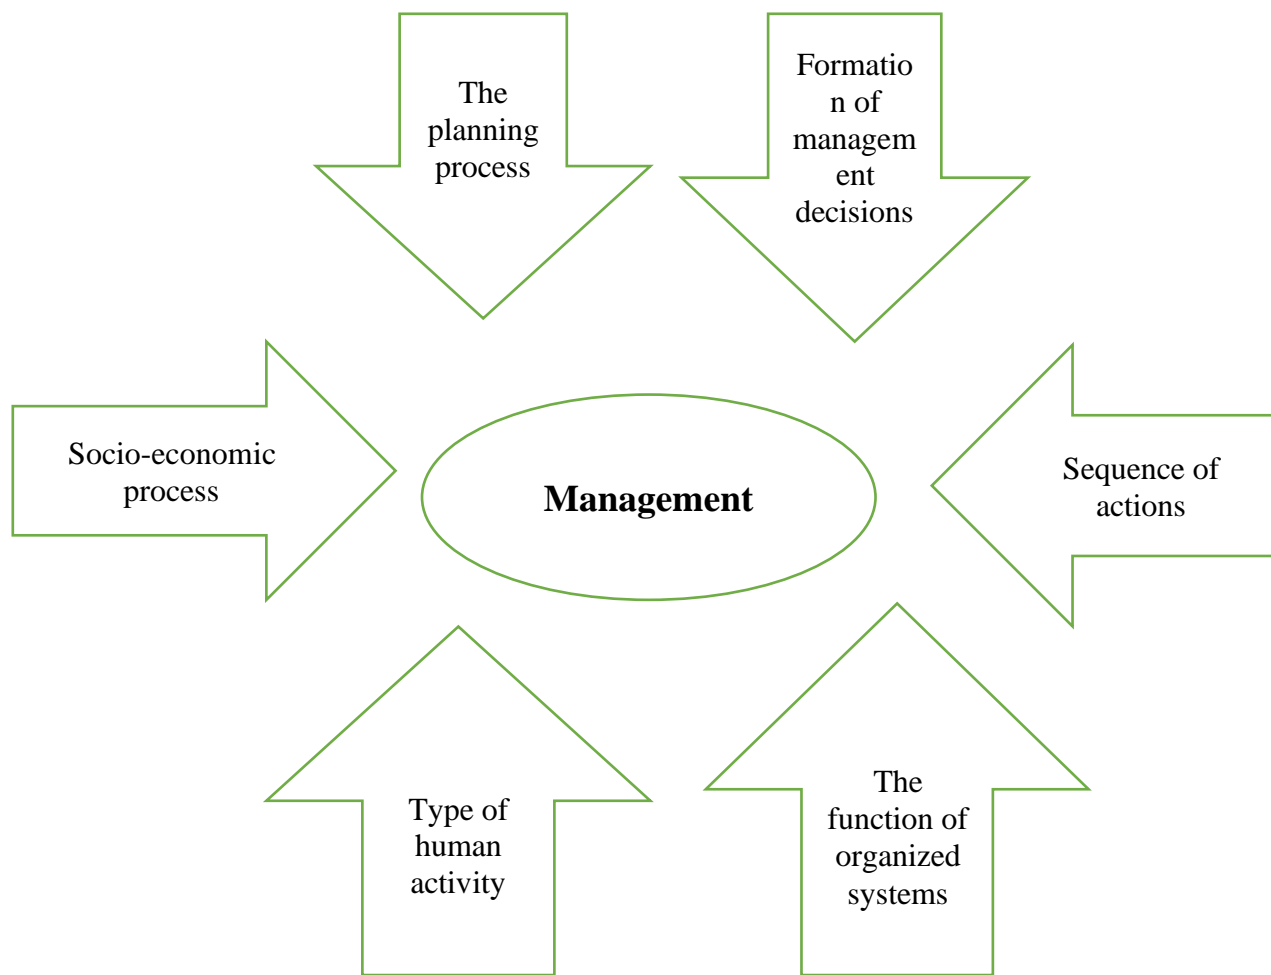 The
planning
process
Formatio
n of
managem
ent
decisions
Socio-economic
process
Management
Sequence of
actions
Type of
human
activity
The
function of
organized
systems